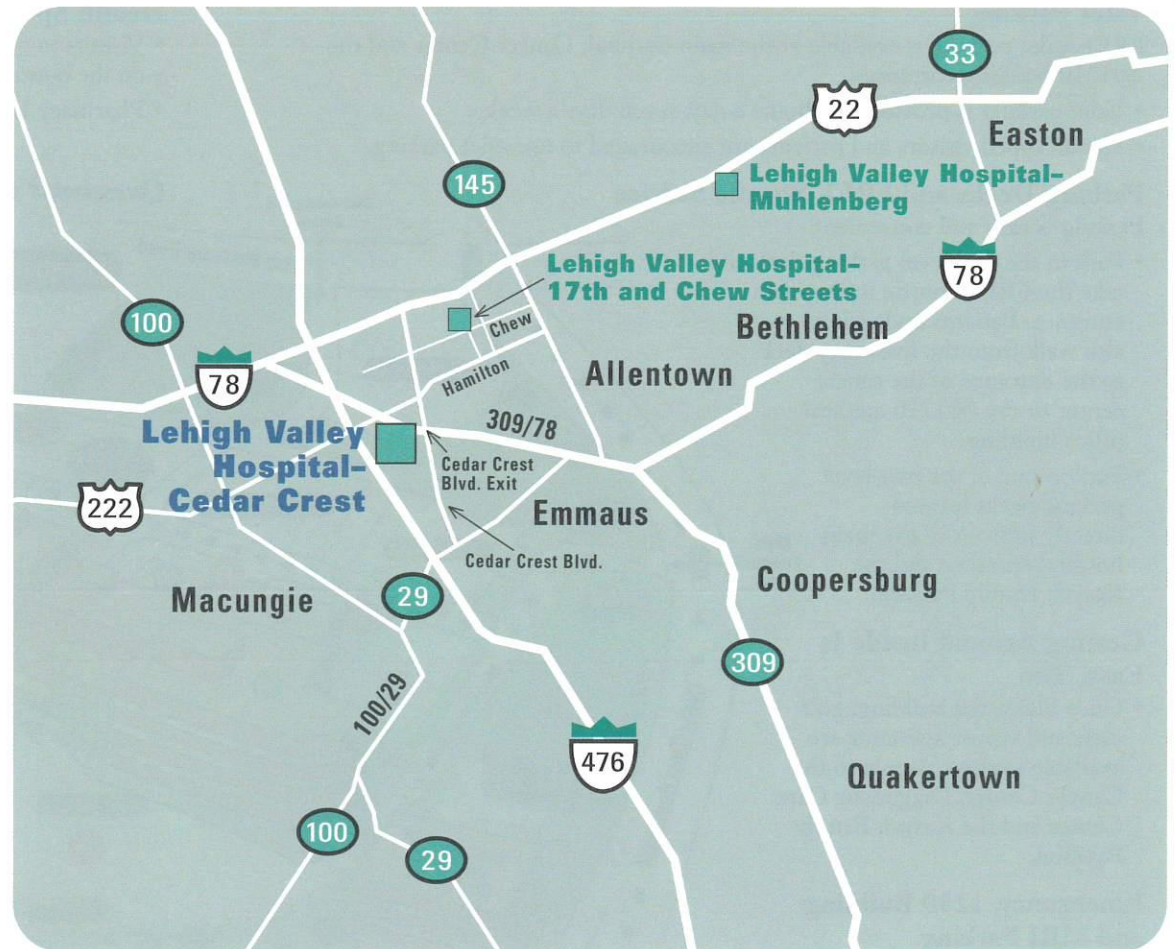 33
22
Easton
Lehigh Valley Hospital–
Muhlenberg
145
78
Lehigh Valley Hospital–
17th and Chew Streets
100
Chew
Bethlehem
Hamilton
Allentown
78
309/78
Lehigh Valley
Hospital–
Cedar Crest
Cedar Crest
Blvd. Exit
222
Emmaus
Cedar Crest Blvd.
Coopersburg
29
Macungie
309
100/29
476
Quakertown
100
29